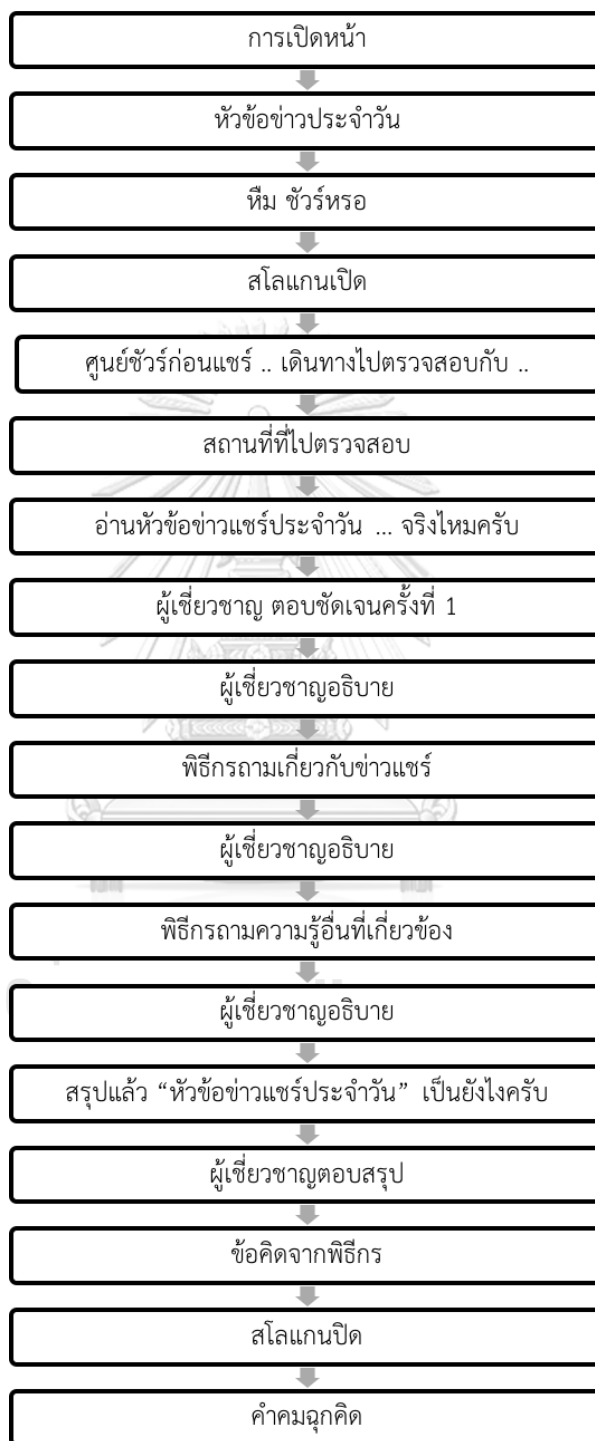 การเปิดหน้า
หัวข้อข่าวประจำวัน
หืม ชัวร์หรอ
สโลแกนเปิด
ศูนย์ชัวร์ก่อนแชร์ .. เดินทางไปตรวจสอบกับ ..
สถานที่ที่ไปตรวจสอบ
อ่านหัวข้อข่าวแชร์ประจำวัน ... จริงไหมครับ
ผู้เชี่ยวชาญ ตอบชัดเจนครั้งที่ 1
ผู้เชี่ยวชาญอธิบาย
พิธีกรถามเกี่ยวกับข่าวแชร์
ผู้เชี่ยวชาญอธิบาย
พิธีกรถามความรู้อื่นที่เกี่ยวข้อง
ผู้เชี่ยวชาญอธิบาย
สรุปแล้ว “หัวข้อข่าวแชร์ประจำวัน” เป็นยังไงครับ
ผู้เชี่ยวชาญตอบสรุป
ข้อคิดจากพิธีกร
สโลแกนปิด
คำคมฉุกคิด